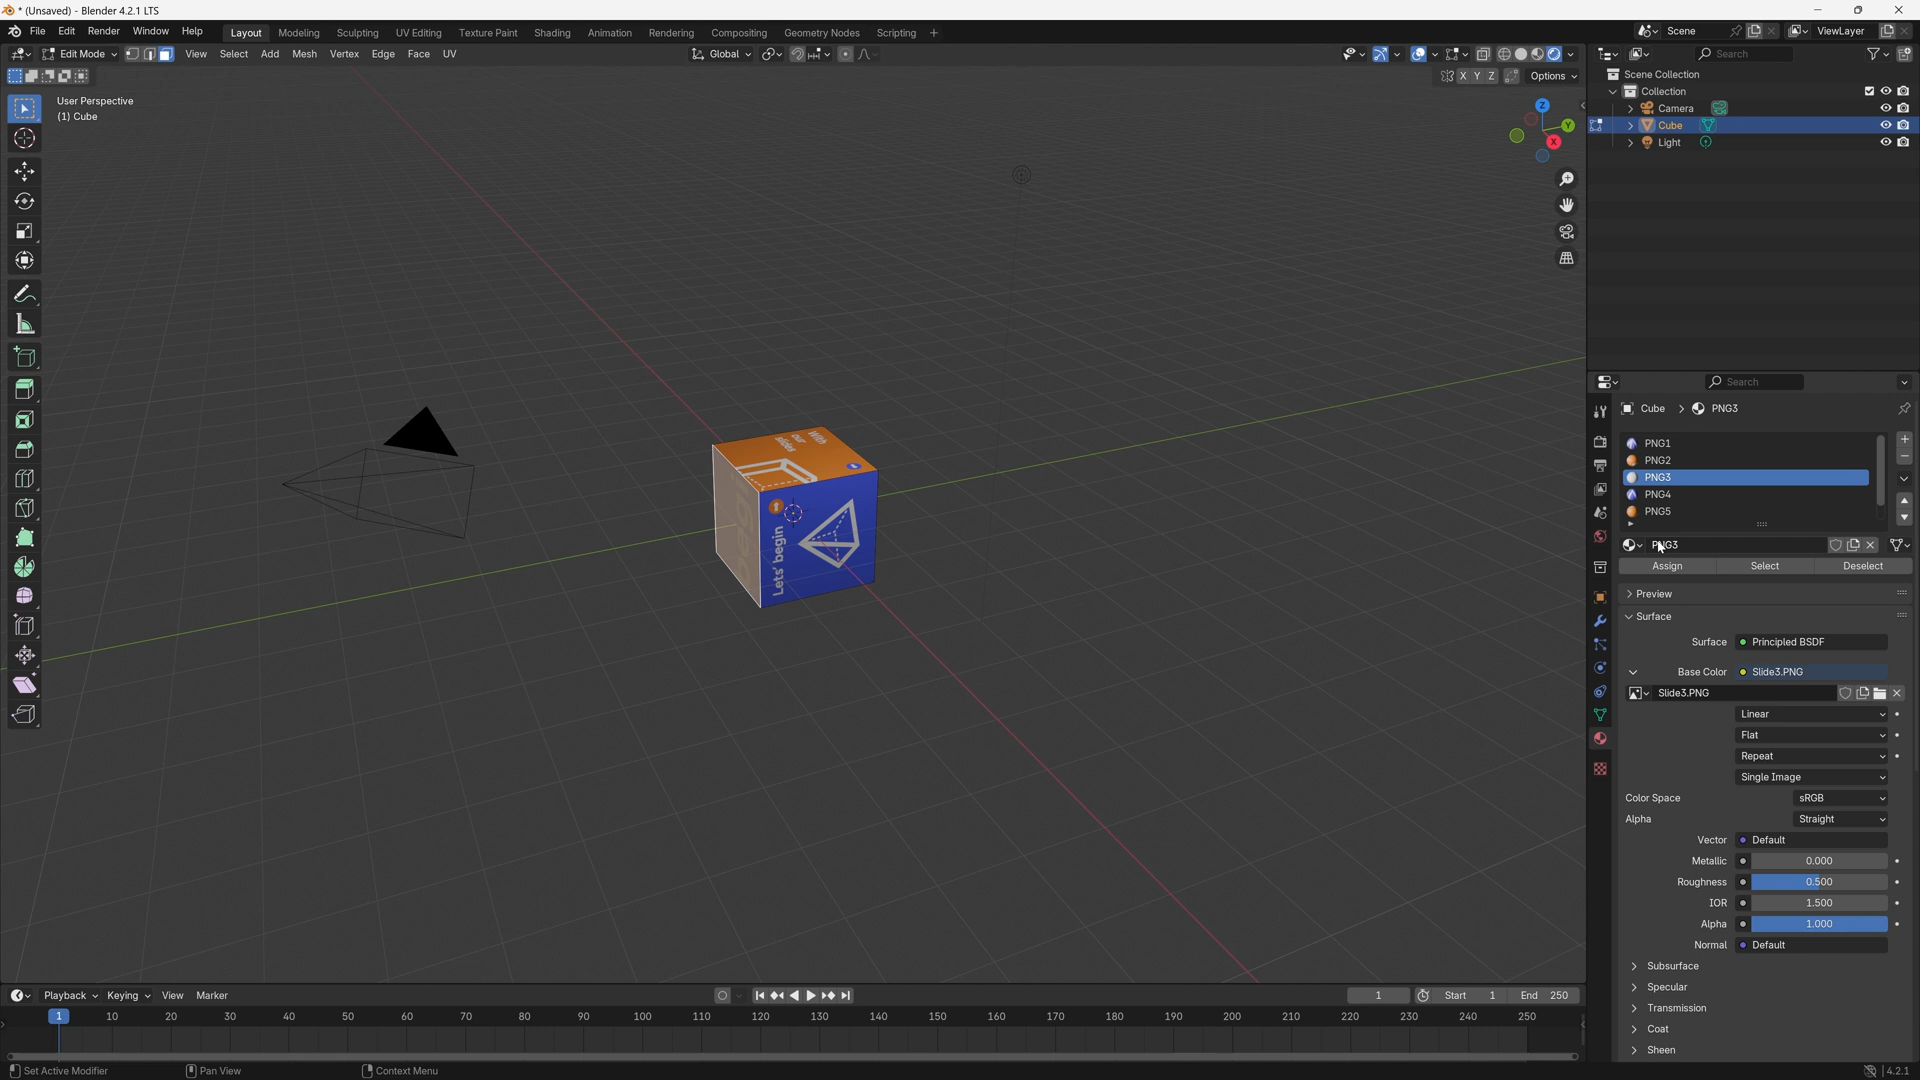 * (Unsaved) - Blender 4.2.1 LTS
File Edit Render Window Help Layout Modeling Sculpting UV Editing Texture Paint Shading Animation Rendering Compositing Geometry Nodes Scripting + Scene ViewLayer
Edit Mode View Select Add Mesh Vertex Edge Face UV Global Search
X Y Z Options
User Perspective
(1) Cube
Z
Y
X
Scene Collection
Collection
Camera
Cube
Light
With
our
slides
Lets' begin
Search
Cube > PNG3
PNG1
PNG2
PNG3
PNG4
PNG5
PNG3
Assign Select Deselect
Preview
Surface
Surface Principled BSDF
Base Color Slide3.PNG
Slide3.PNG
Linear
Flat
Repeat
Single Image
Color Space sRGB
Alpha Straight
Vector Default
Metallic 0.000
Roughness 0.500
IOR 1.500
Alpha 1.000
Normal Default
Subsurface
Specular
Transmission
Coat
Sheen
Playback Keying View Marker 1 Start 1 End 250
1 10 20 30 40 50 60 70 80 90 100 110 120 130 140 150 160 170 180 190 200 210 220 230 240 250
Set Active Modifier Pan View Context Menu 4.2.1